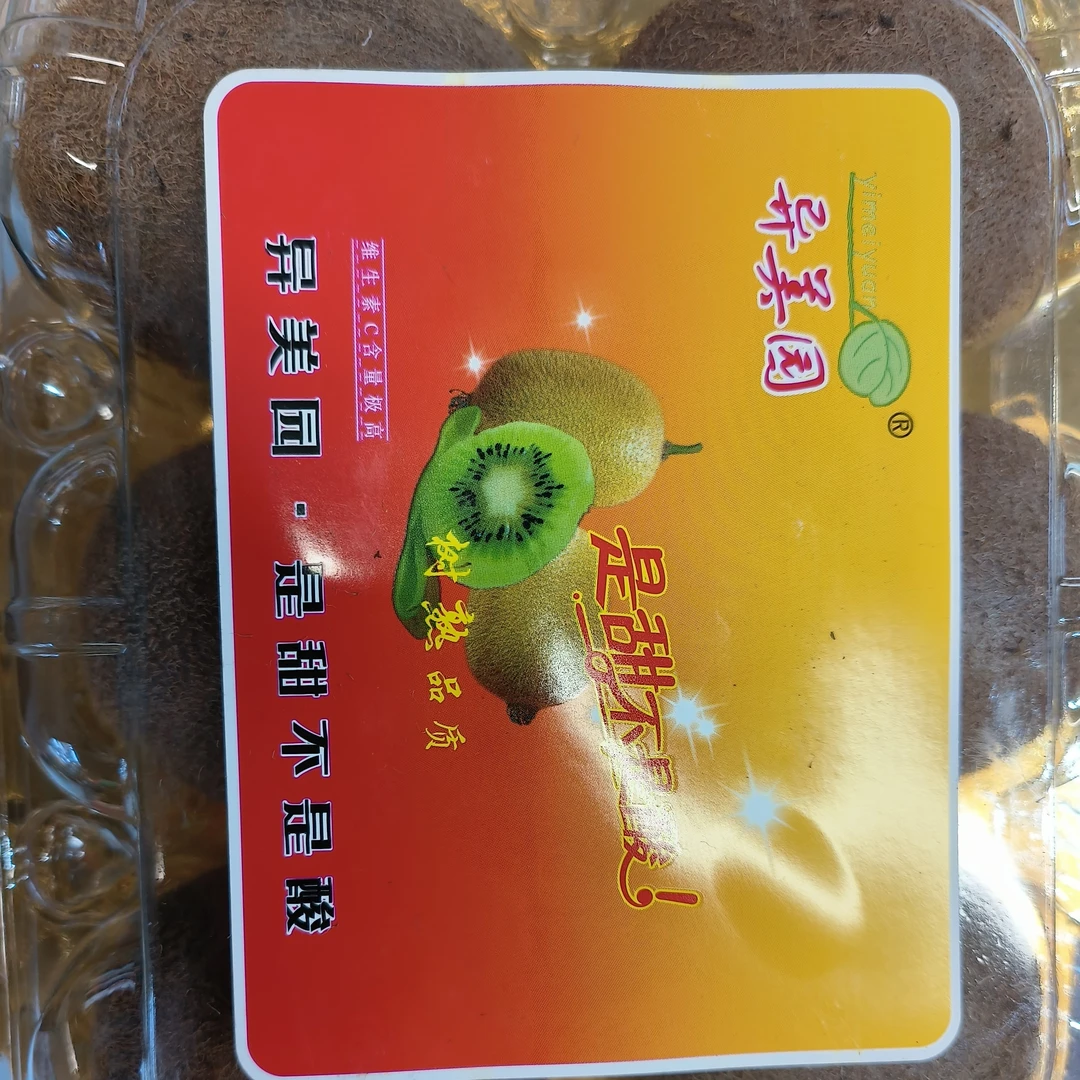 yimeiyuan
异美园
®
是甜不是酸!
树熟品质
维生素C含量极高
异美园·是甜不是酸